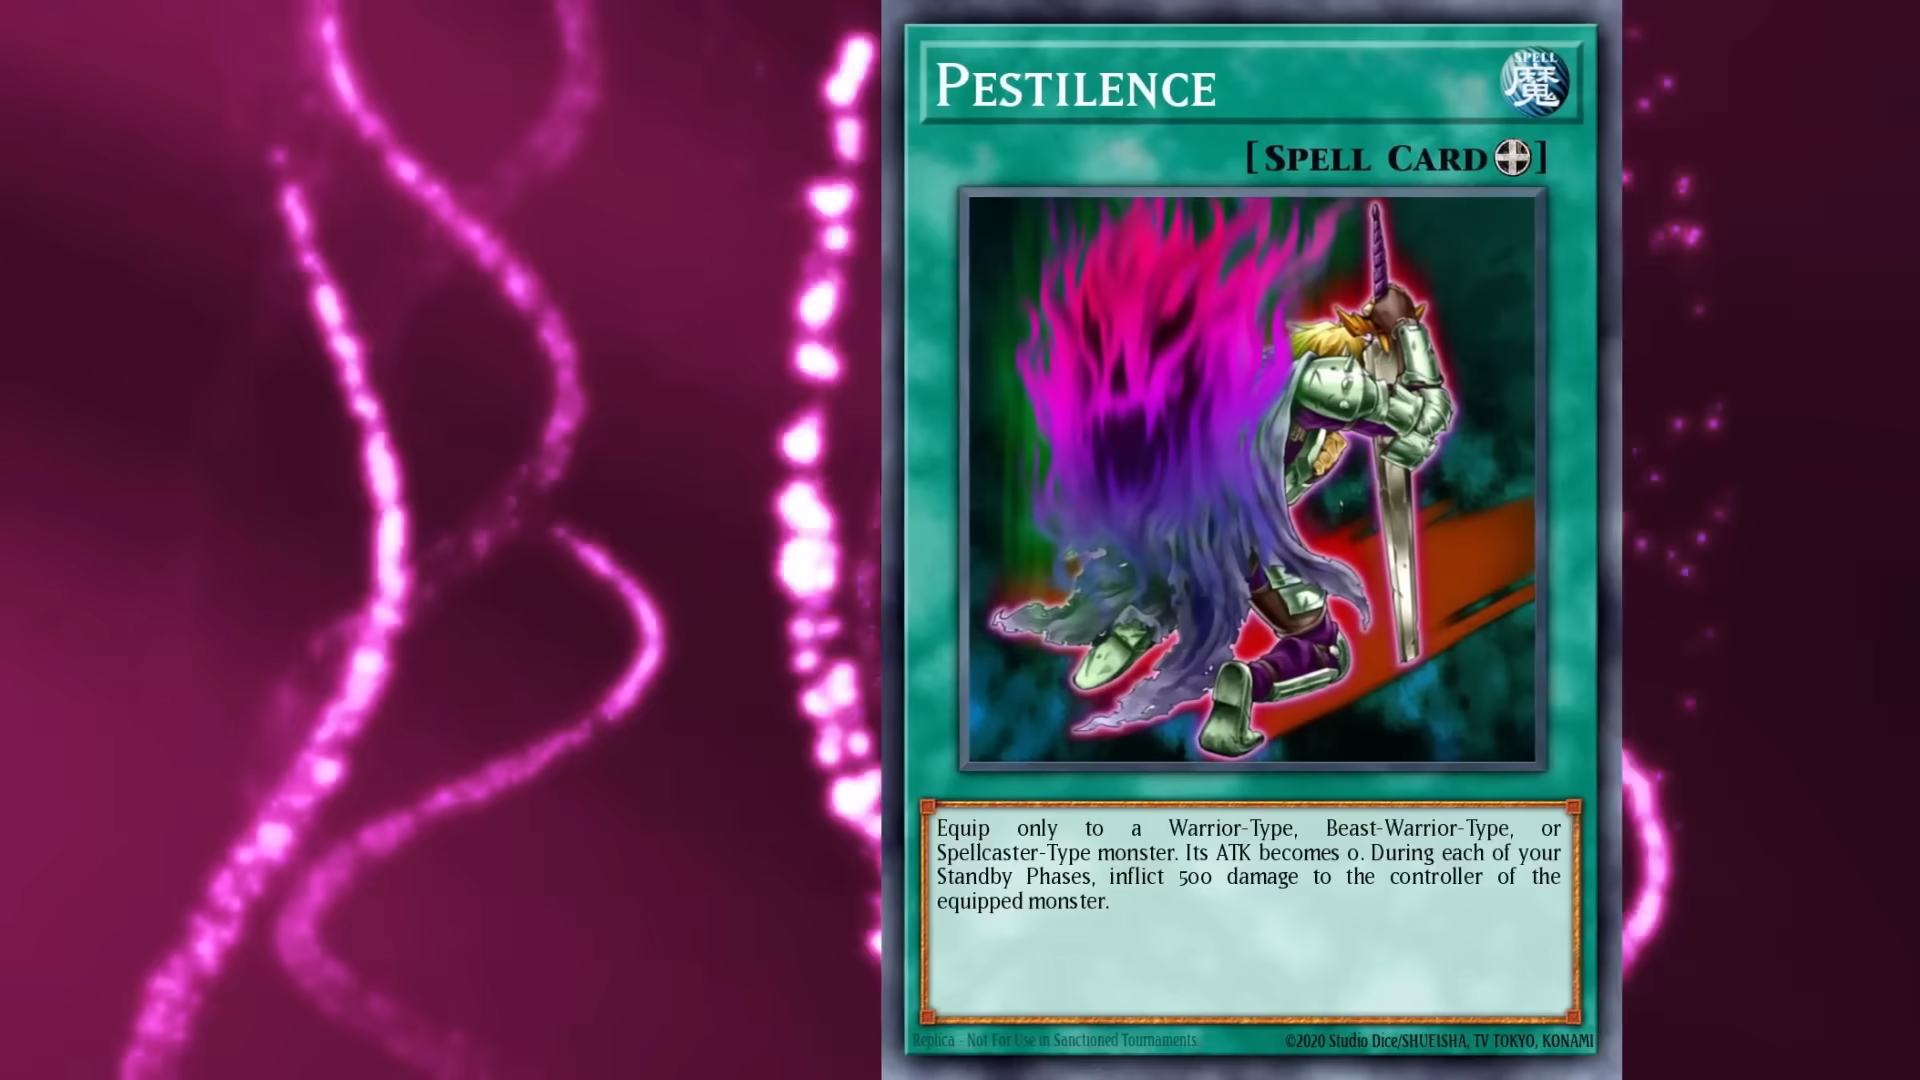 PESTILENCE
SPELL
魔
[SPELL CARD]
Equip only to a Warrior-Type, Beast-Warrior-Type, or
Spellcaster-Type monster. Its ATK becomes 0. During each of your
Standby Phases, inflict 500 damage to the controller of the
equipped monster.
Replica - Not For Use in Sanctioned Tournaments
©2020 Studio Dice/SHUEISHA, TV TOKYO, KONAMI